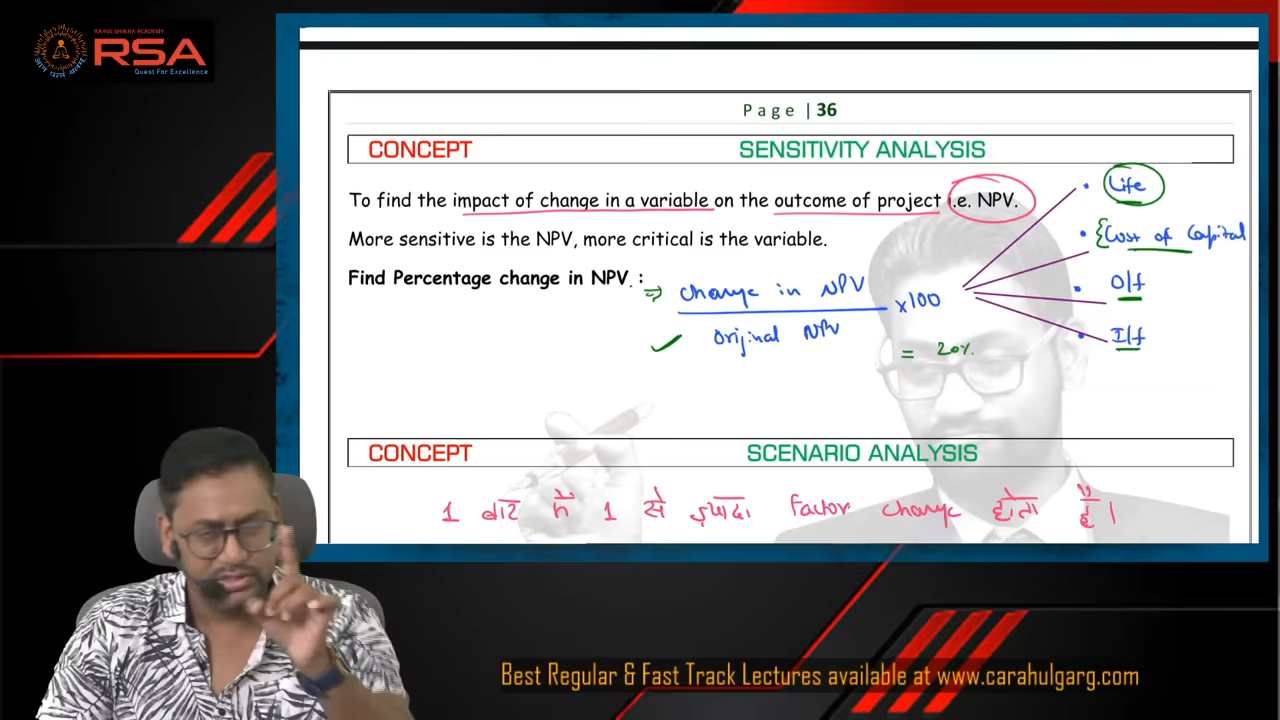 RAHUL SHIKHA ACADEMY
RSA
Quest For Excellence
Page | 36
CONCEPT SENSITIVITY ANALYSIS
To find the impact of change in a variable on the outcome of project i.e. NPV.
More sensitive is the NPV, more critical is the variable.
Find Percentage change in NPV. :
⇒ change in NPV
Original NPV
x100
= 20%
• Life
• {Cost of Capital
• O/f
• I/f
CONCEPT SCENARIO ANALYSIS
1 बार में 1 से ज़्यादा factor change होता है।
Best Regular & Fast Track Lectures available at www.carahulgarg.com